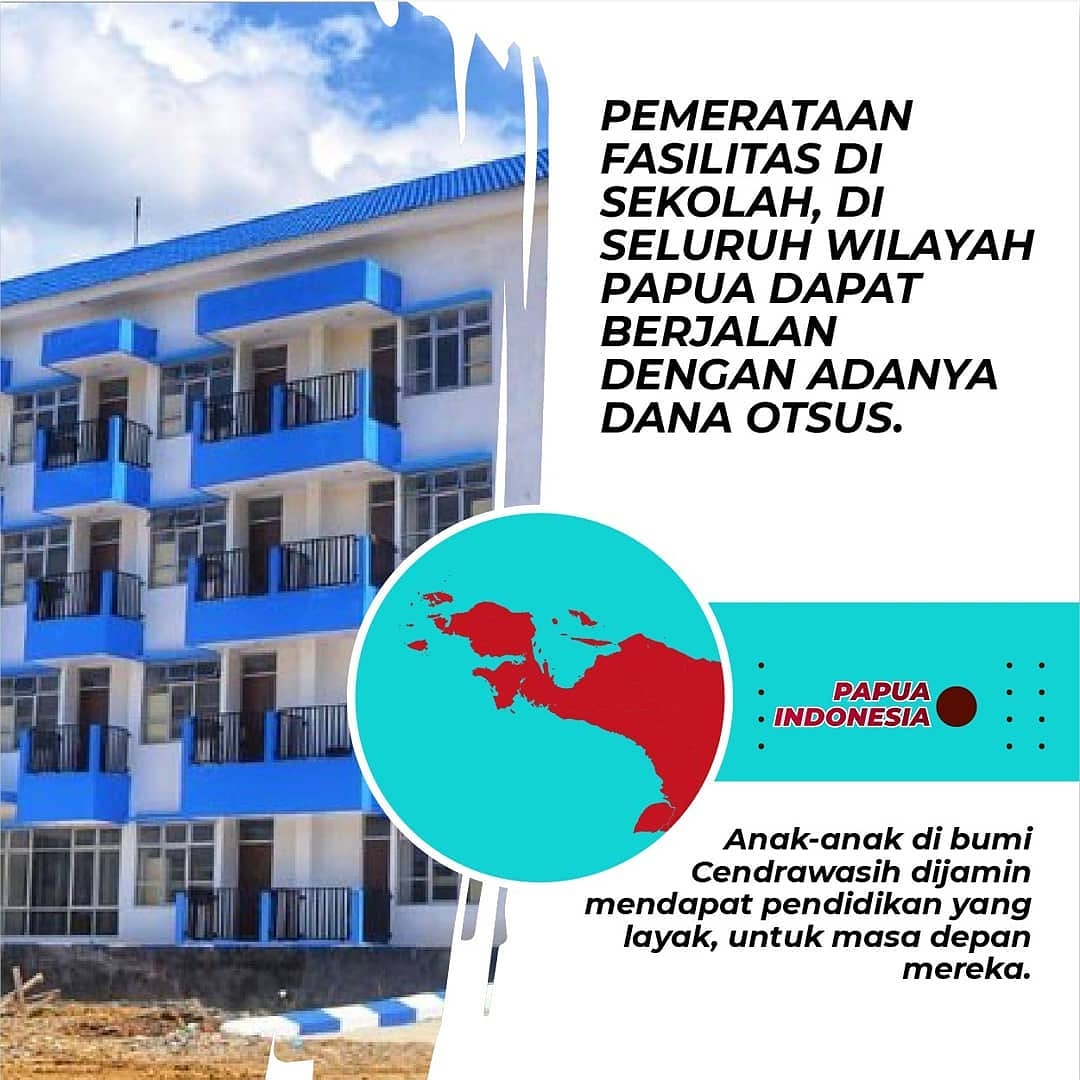 PEMERATAAN
FASILITAS DI
SEKOLAH, DI
SELURUH WILAYAH
PAPUA DAPAT
BERJALAN
DENGAN ADANYA
DANA OTSUS.
PAPUA
INDONESIA
Anak-anak di bumi
Cendrawasih dijamin
mendapat pendidikan yang
layak, untuk masa depan
mereka.